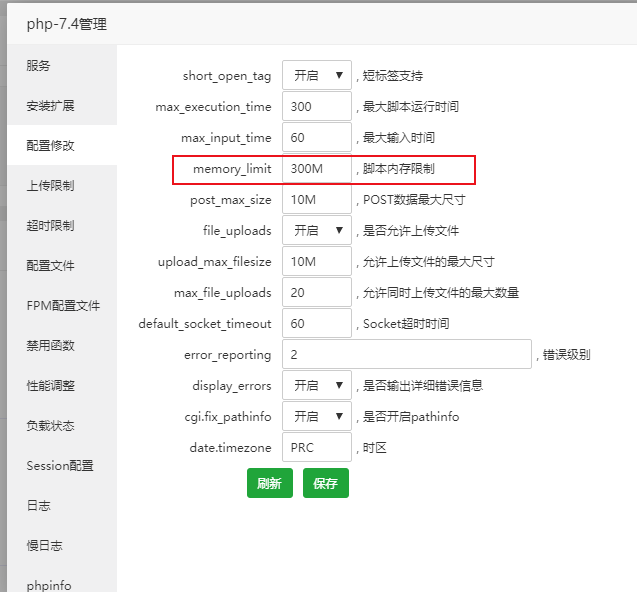 php-7.4管理
服务
安装扩展
配置修改
上传限制
超时限制
配置文件
FPM配置文件
禁用函数
性能调整
负载状态
Session配置
日志
慢日志
phpinfo
short_open_tag 开启 ▼ , 短标签支持
max_execution_time 300 , 最大脚本运行时间
max_input_time 60 , 最大输入时间
memory_limit 300M , 脚本内存限制
post_max_size 10M , POST数据最大尺寸
file_uploads 开启 ▼ , 是否允许上传文件
upload_max_filesize 10M , 允许上传文件的最大尺寸
max_file_uploads 20 , 允许同时上传文件的最大数量
default_socket_timeout 60 , Socket超时时间
error_reporting 2 , 错误级别
display_errors 开启 ▼ , 是否输出详细错误信息
cgi.fix_pathinfo 开启 ▼ , 是否开启pathinfo
date.timezone PRC , 时区
刷新 保存